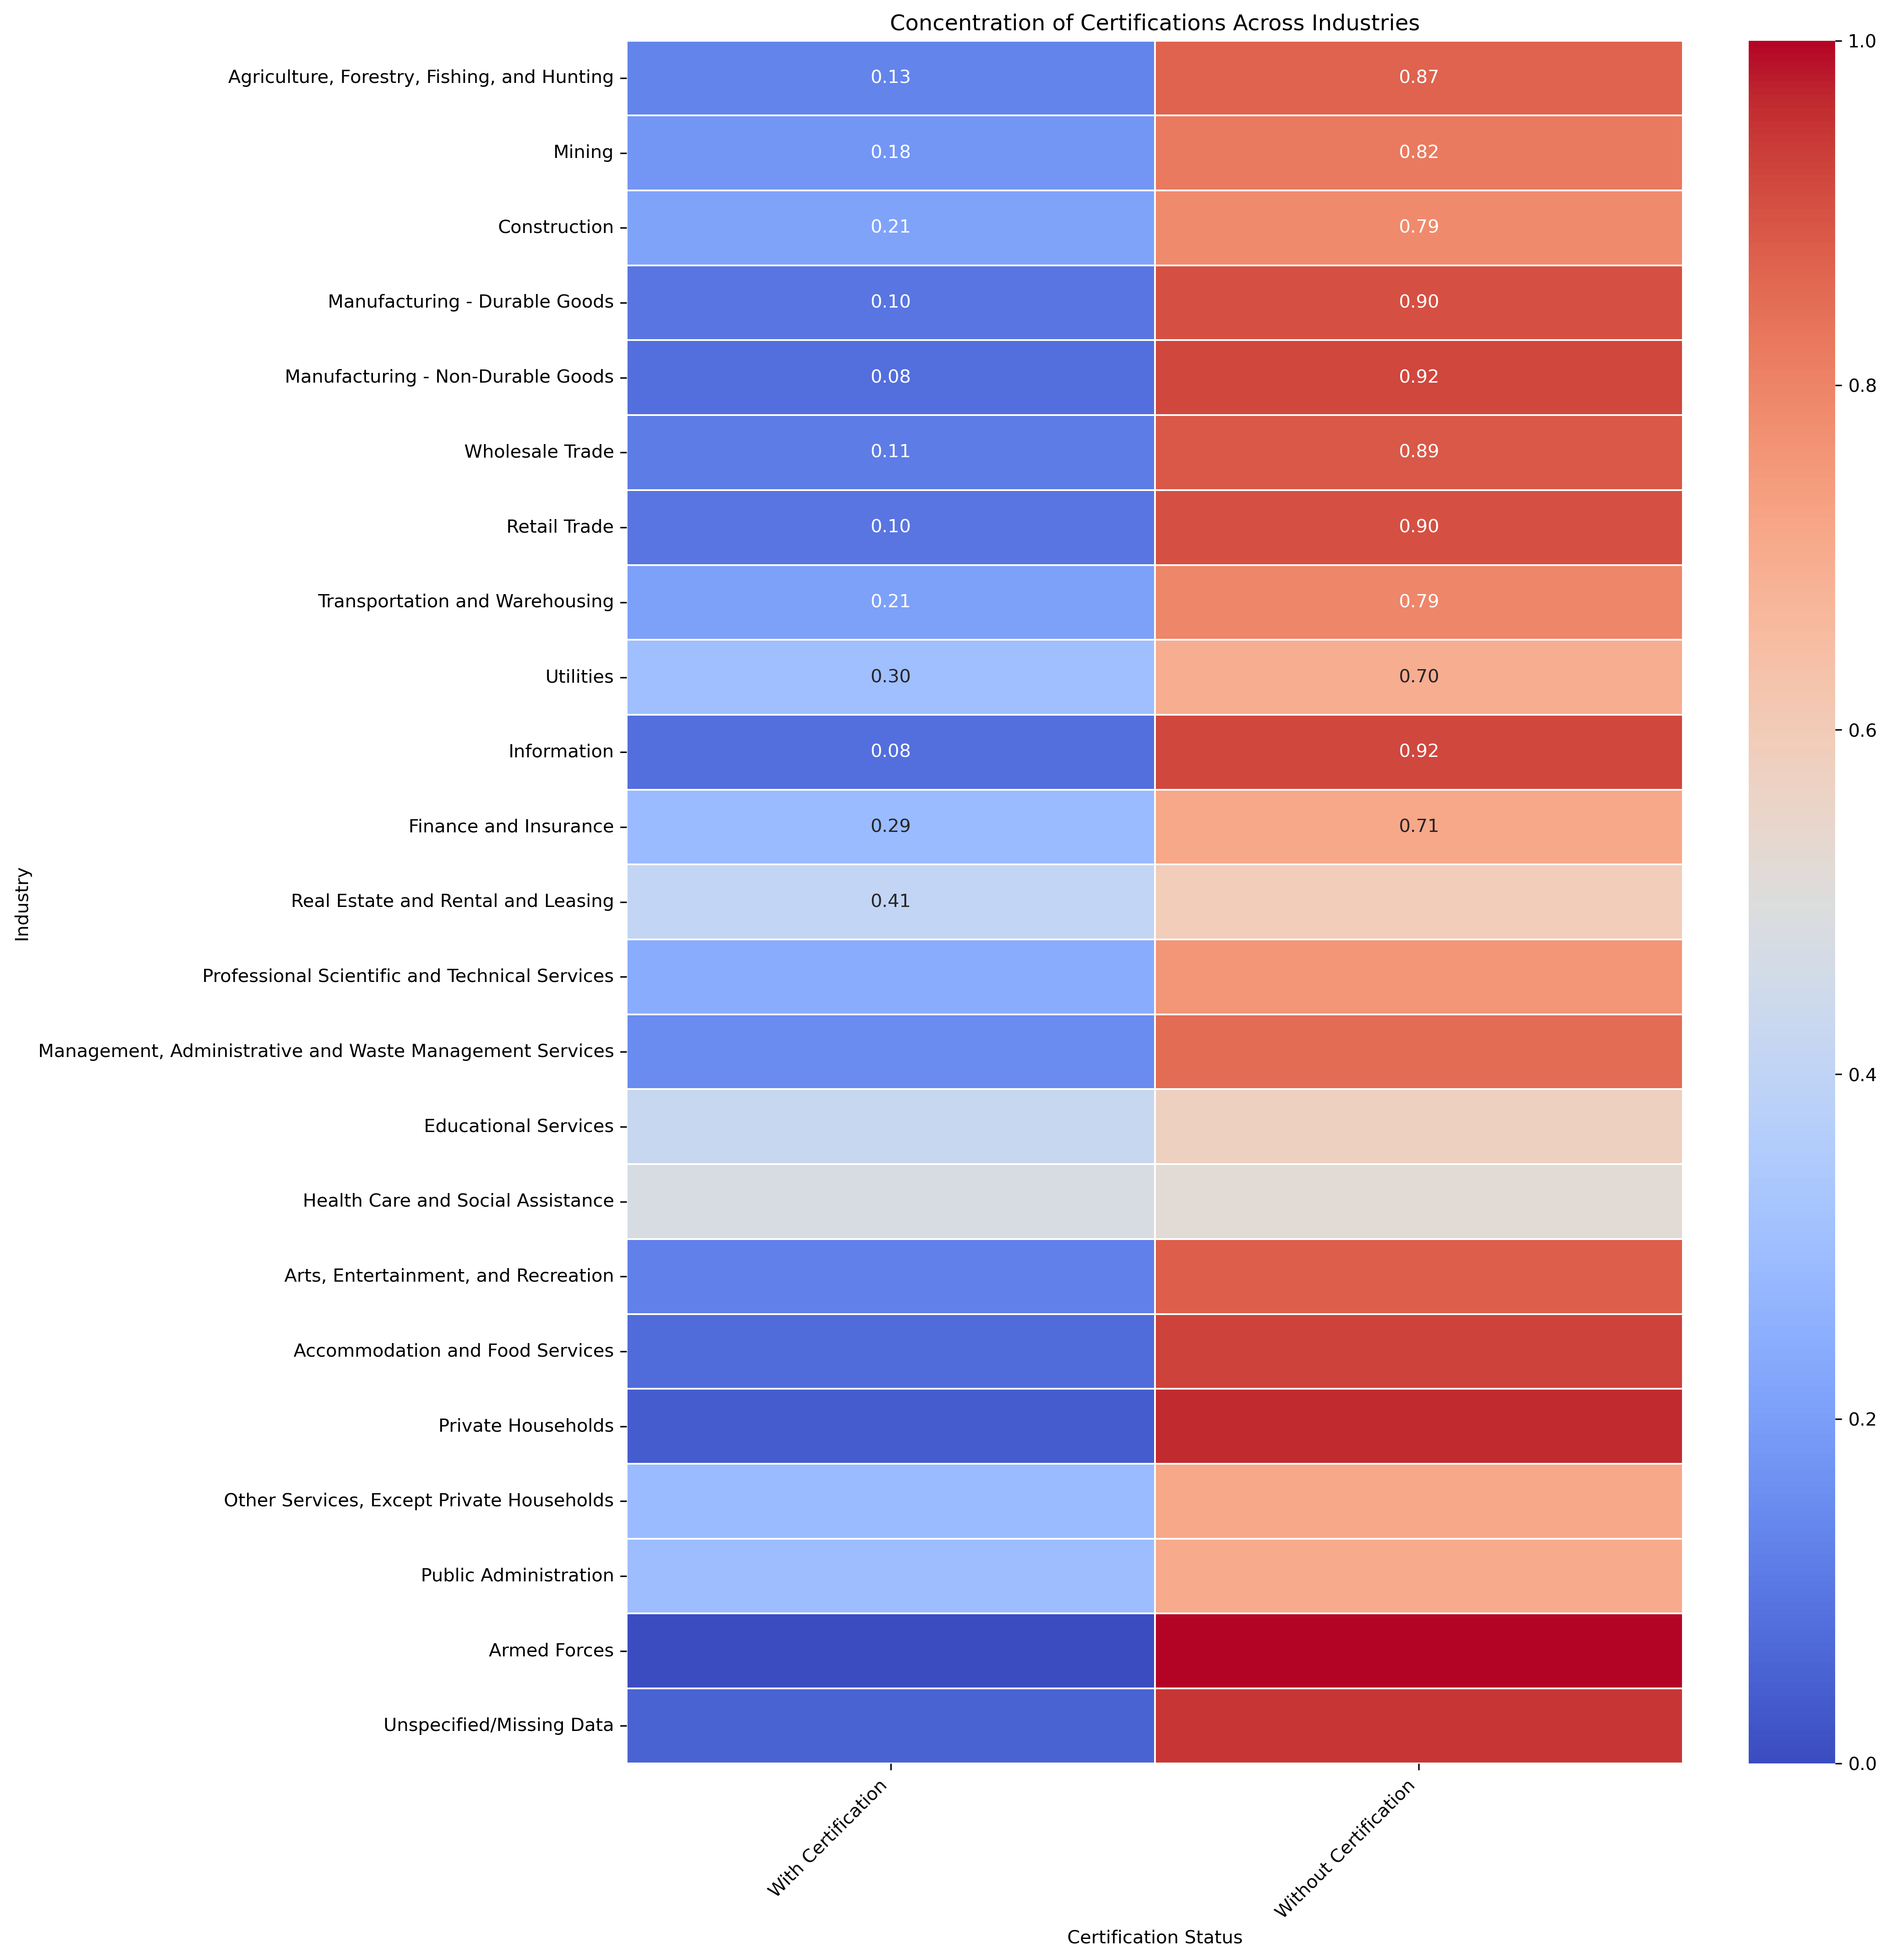 Concentration of Certifications Across Industries
Agriculture, Forestry, Fishing, and Hunting 0.13 0.87
Mining 0.18 0.82
Construction 0.21 0.79
Manufacturing - Durable Goods 0.10 0.90
Manufacturing - Non-Durable Goods 0.08 0.92
Wholesale Trade 0.11 0.89
Retail Trade 0.10 0.90
Transportation and Warehousing 0.21 0.79
Utilities 0.30 0.70
Information 0.08 0.92
Finance and Insurance 0.29 0.71
Real Estate and Rental and Leasing 0.41
Professional Scientific and Technical Services
Management, Administrative and Waste Management Services
Educational Services
Health Care and Social Assistance
Arts, Entertainment, and Recreation
Accommodation and Food Services
Private Households
Other Services, Except Private Households
Public Administration
Armed Forces
Unspecified/Missing Data
Industry
With Certification
Without Certification
Certification Status
1.0
0.8
0.6
0.4
0.2
0.0